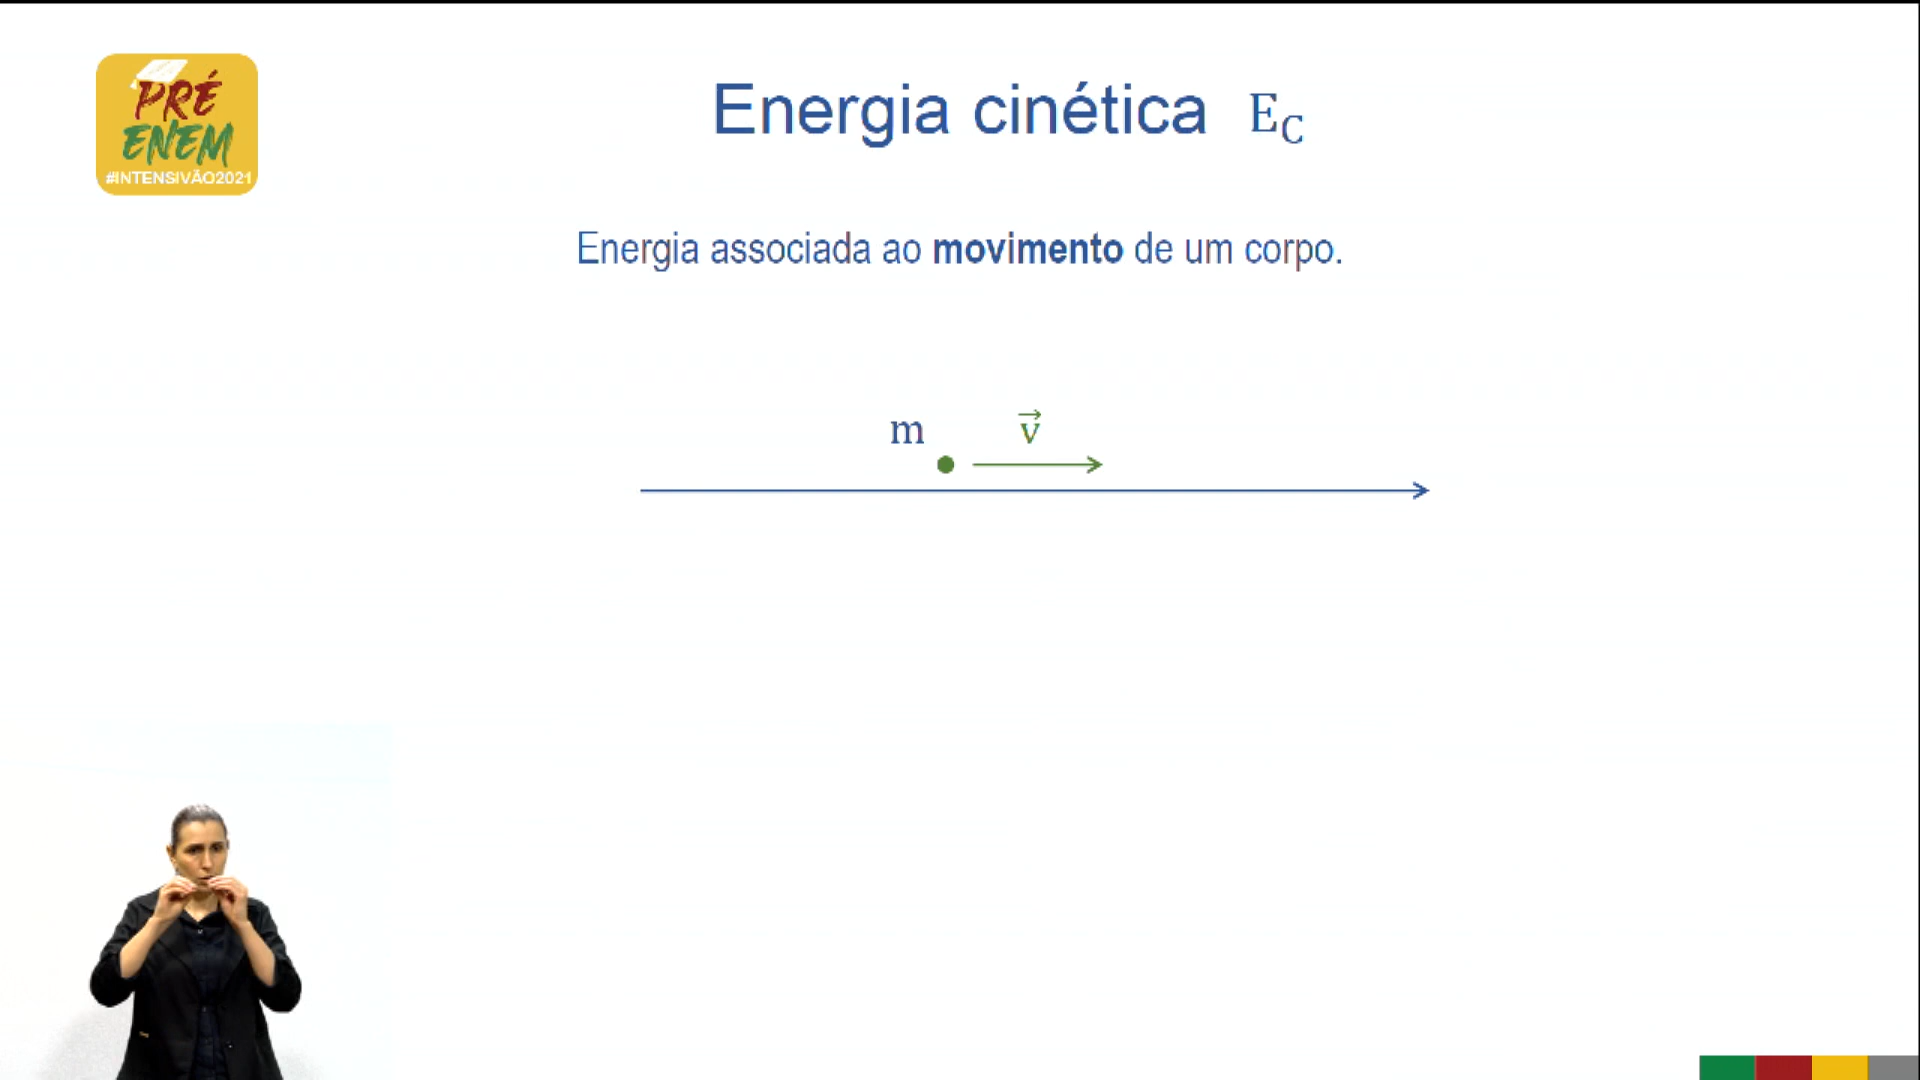 PRÉ
ENEM
#INTENSIVÃO2021
Energia cinética E_C
Energia associada ao movimento de um corpo.
m v⃗